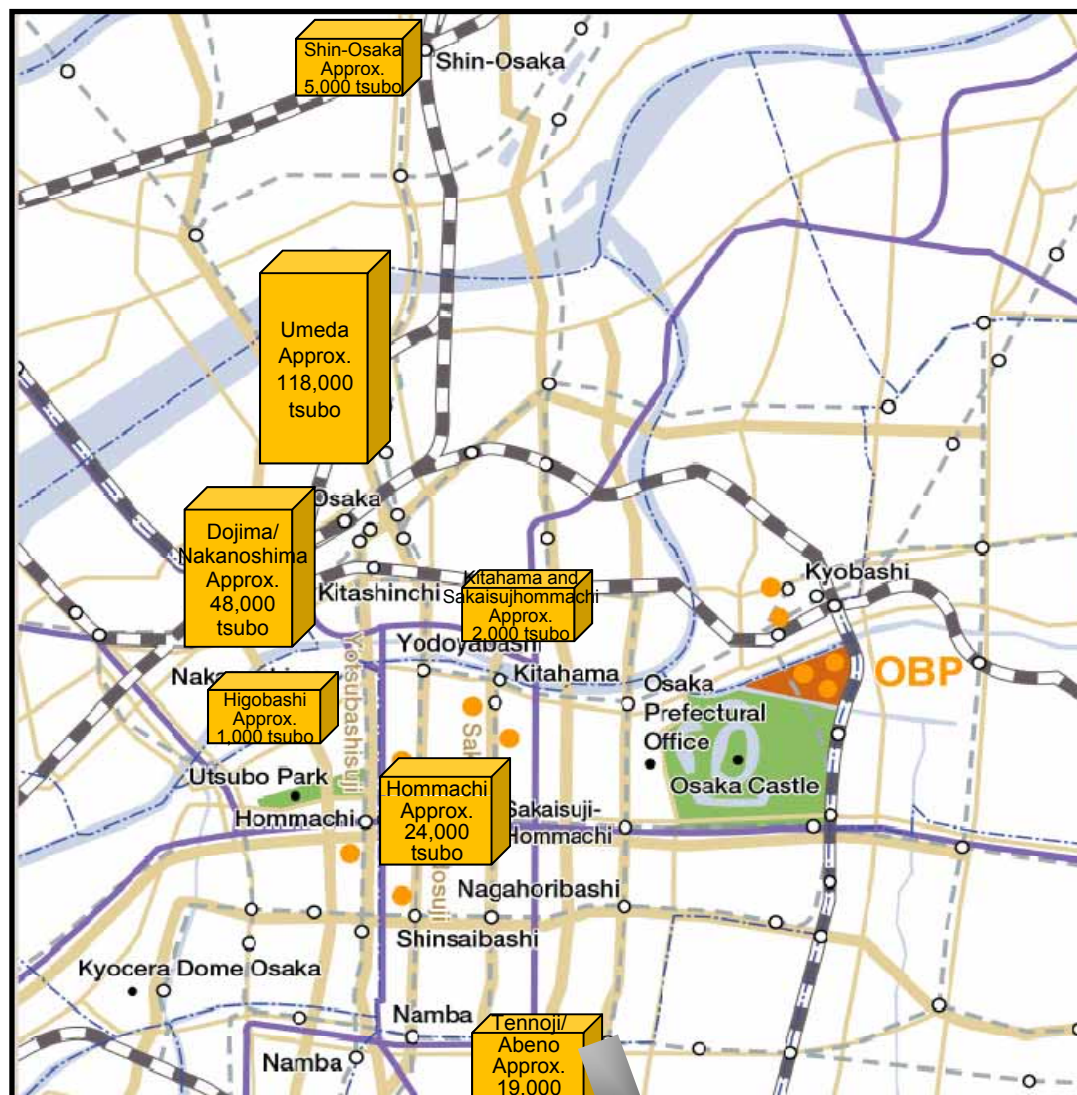 Shin-Osaka
Approx.
5,000 tsubo
Shin-Osaka
Umeda
Approx.
118,000
tsubo
Osaka
Dojima/
Nakanoshima
Approx.
48,000
tsubo
Kitashinchi
Kitahama and
Sakaisujhommachi
Approx.
2,000 tsubo
Kyobashi
Yodoyabashi
Kitahama
OBP
Osaka
Prefectural
Office
Osaka Castle
Higobashi
Approx.
1,000 tsubo
Yotsubashisuji
Utsubo Park
Hommachi
Hommachi
Approx.
24,000
tsubo
Sakaisuji-
Hommachi
Nagahoribashi
Shinsaibashi
Kyocera Dome Osaka
Namba
Namba
Tennoji/
Abeno
Approx.
19,000